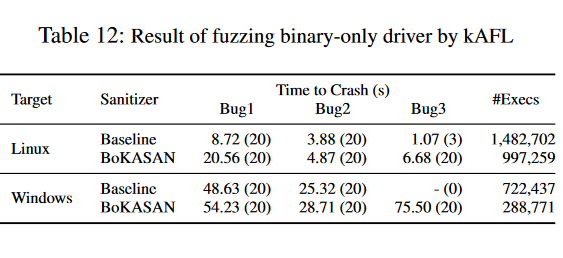 Table 12: Result of fuzzing binary-only driver by kAFL
Target Sanitizer Time to Crash (s) #Execs
Bug1 Bug2 Bug3
Linux Baseline 8.72 (20) 3.88 (20) 1.07 (3) 1,482,702
BoKASAN 20.56 (20) 4.87 (20) 6.68 (20) 997,259
Windows Baseline 48.63 (20) 25.32 (20) - (0) 722,437
BoKASAN 54.23 (20) 28.71 (20) 75.50 (20) 288,771